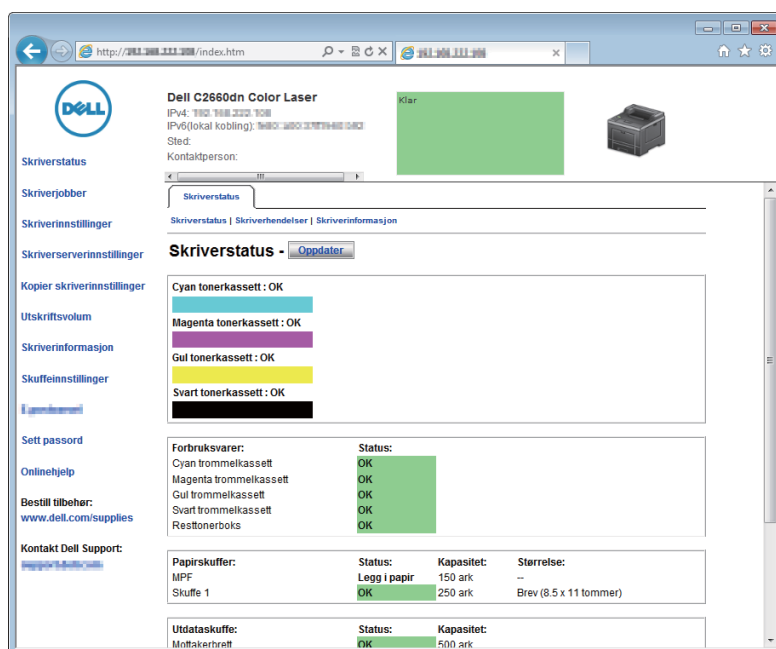 http:// /index.htm
DELL
Dell C2660dn Color Laser
IPv4:
IPv6(lokal kobling):
Sted:
Kontaktperson:
Klar
Skriverstatus
Skriverjobber
Skriverinnstillinger
Skriverserverinnstillinger
Kopier skriverinnstillinger
Utskriftsvolum
Skriverinformasjon
Skuffeinnstillinger
Sett passord
Onlinehjelp
Bestill tilbehør:
www.dell.com/supplies
Kontakt Dell Support:
Skriverstatus
Skriverstatus | Skriverhendelser | Skriverinformasjon
Skriverstatus - Oppdater
Cyan tonerkassett : OK
Magenta tonerkassett : OK
Gul tonerkassett : OK
Svart tonerkassett : OK
Forbruksvarer: Status:
Cyan trommelkassett OK
Magenta trommelkassett OK
Gul trommelkassett OK
Svart trommelkassett OK
Resttonerboks OK
Papirskuffer: Status: Kapasitet: Størrelse:
MPF Legg i papir 150 ark --
Skuffe 1 OK 250 ark Brev (8.5 x 11 tommer)
Utdataskuffe: Status: Kapasitet:
Mottakerbrett OK 500 ark